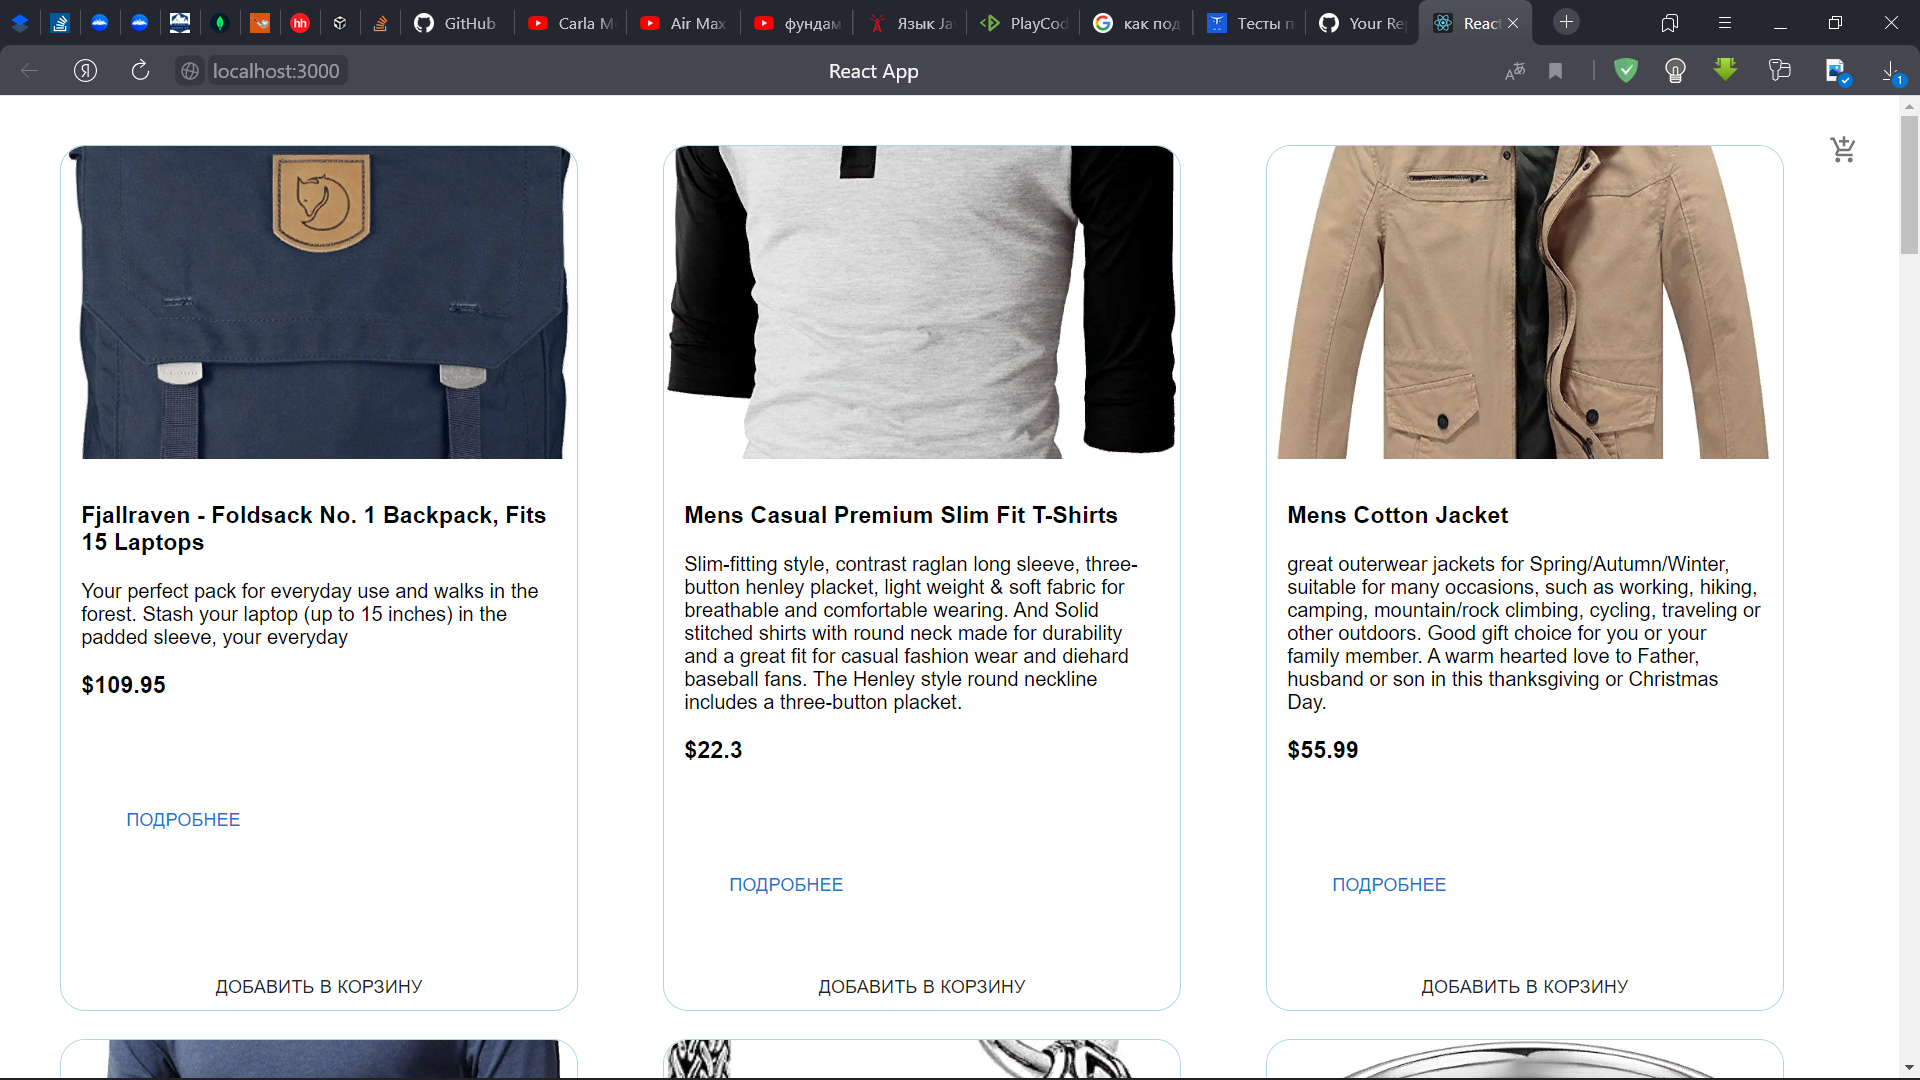 GitHub
Carla M
Air Max
фундам
Язык Ja
PlayCod
как под
Тесты п
Your Re
React
localhost:3000
React App
1
Fjallraven - Foldsack No. 1 Backpack, Fits
15 Laptops
Your perfect pack for everyday use and walks in the
forest. Stash your laptop (up to 15 inches) in the
padded sleeve, your everyday
$109.95
ПОДРОБНЕЕ
ДОБАВИТЬ В КОРЗИНУ
Mens Casual Premium Slim Fit T-Shirts
Slim-fitting style, contrast raglan long sleeve, three-
button henley placket, light weight & soft fabric for
breathable and comfortable wearing. And Solid
stitched shirts with round neck made for durability
and a great fit for casual fashion wear and diehard
baseball fans. The Henley style round neckline
includes a three-button placket.
$22.3
ПОДРОБНЕЕ
ДОБАВИТЬ В КОРЗИНУ
Mens Cotton Jacket
great outerwear jackets for Spring/Autumn/Winter,
suitable for many occasions, such as working, hiking,
camping, mountain/rock climbing, cycling, traveling or
other outdoors. Good gift choice for you or your
family member. A warm hearted love to Father,
husband or son in this thanksgiving or Christmas
Day.
$55.99
ПОДРОБНЕЕ
ДОБАВИТЬ В КОРЗИНУ